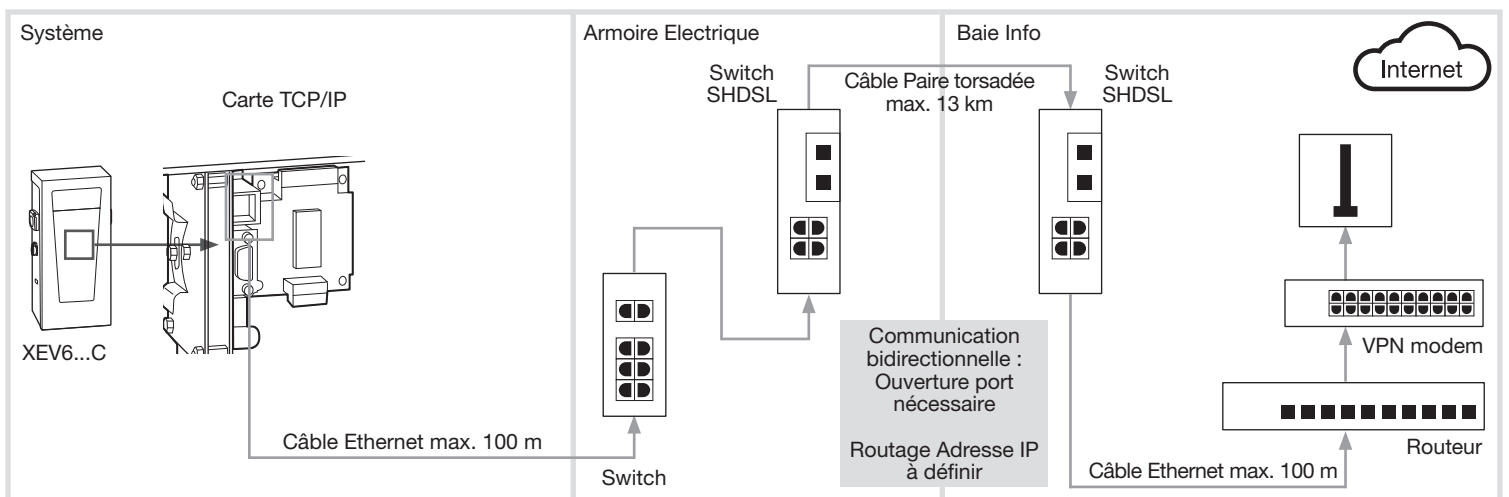 Système
Carte TCP/IP
XEV6...C
Câble Ethernet max. 100 m
Armoire Electrique
Switch
SHDSL
Switch
Câble Paire torsadée
max. 13 km
Communication
bidirectionnelle :
Ouverture port
nécessaire
Routage Adresse IP
à définir
Baie Info
Switch
SHDSL
Internet
VPN modem
Routeur
Câble Ethernet max. 100 m